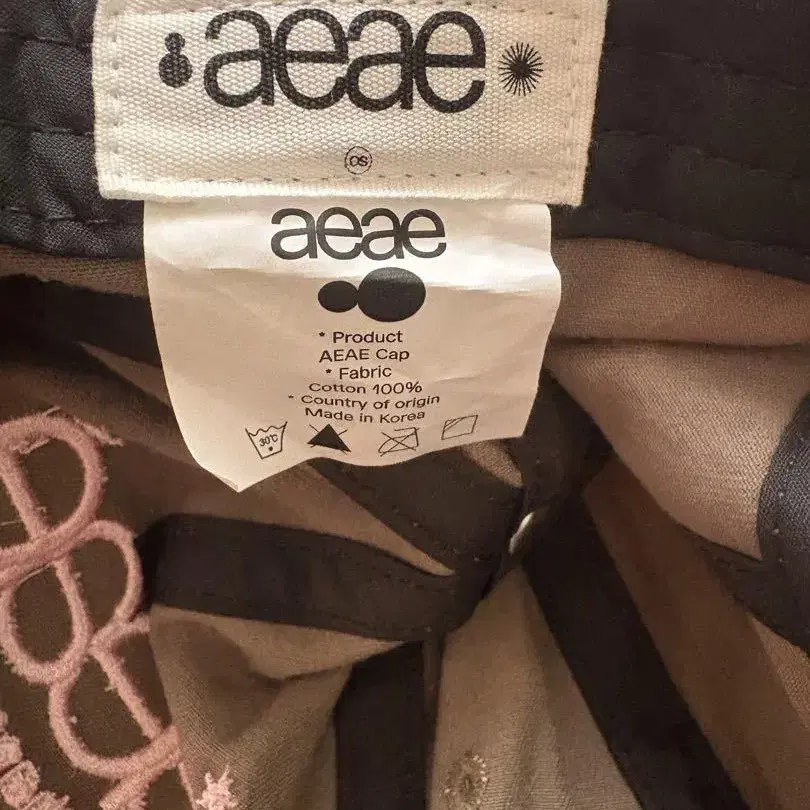 aeae
OS
aeae
* Product
AEAE Cap
* Fabric
Cotton 100%
* Country of origin
Made in Korea
30℃